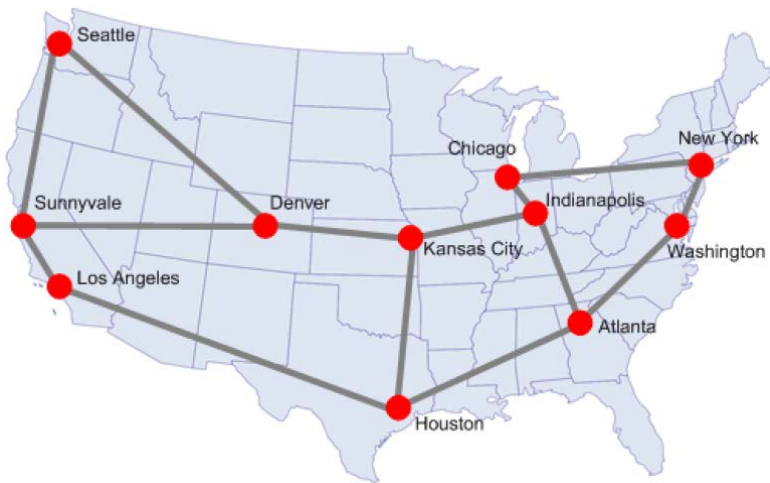 Seattle
New York
Chicago
Sunnyvale
Denver
Indianapolis
Kansas City
Washington
Los Angeles
Atlanta
Houston